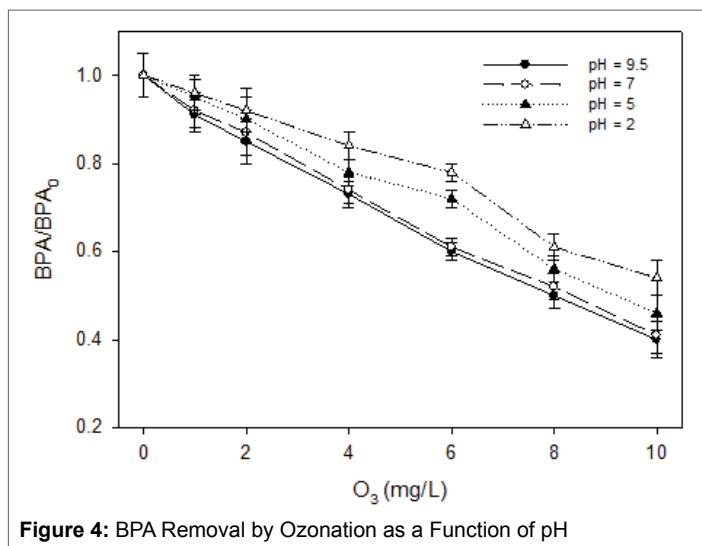 1.0
0.8
0.6
0.4
0.2
BPA/BPA₀
pH = 9.5
pH = 7
pH = 5
pH = 2
0 2 4 6 8 10
O₃ (mg/L)
Figure 4: BPA Removal by Ozonation as a Function of pH